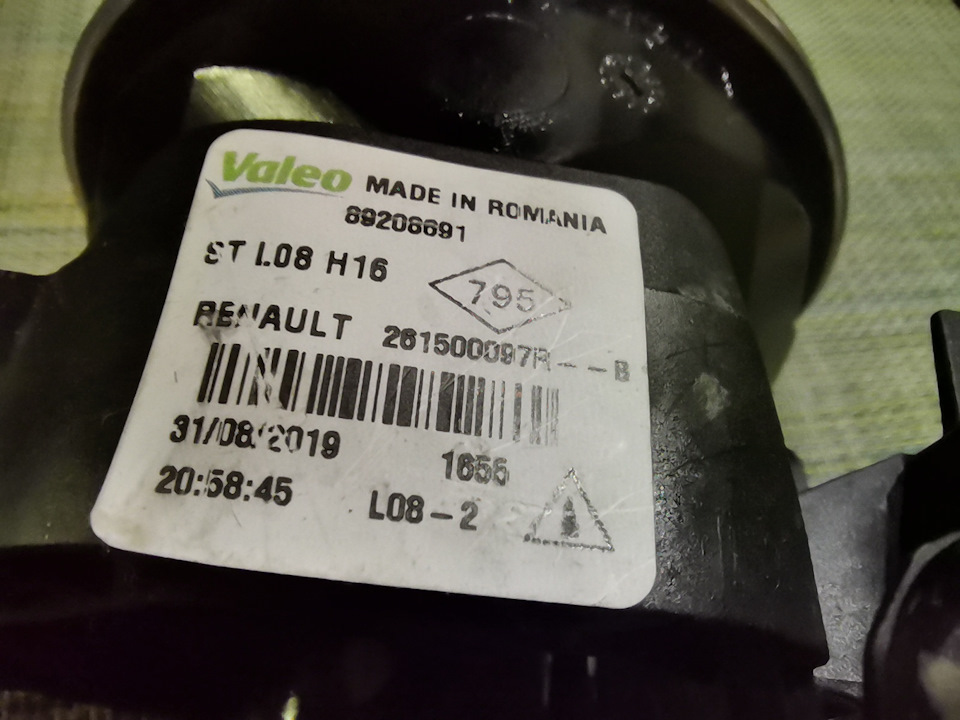 Valeo MADE IN ROMANIA
89208691
ST L08 H16
795
RENAULT 261500097R--B
31/08/2019
1656
20:58:45
L08-2